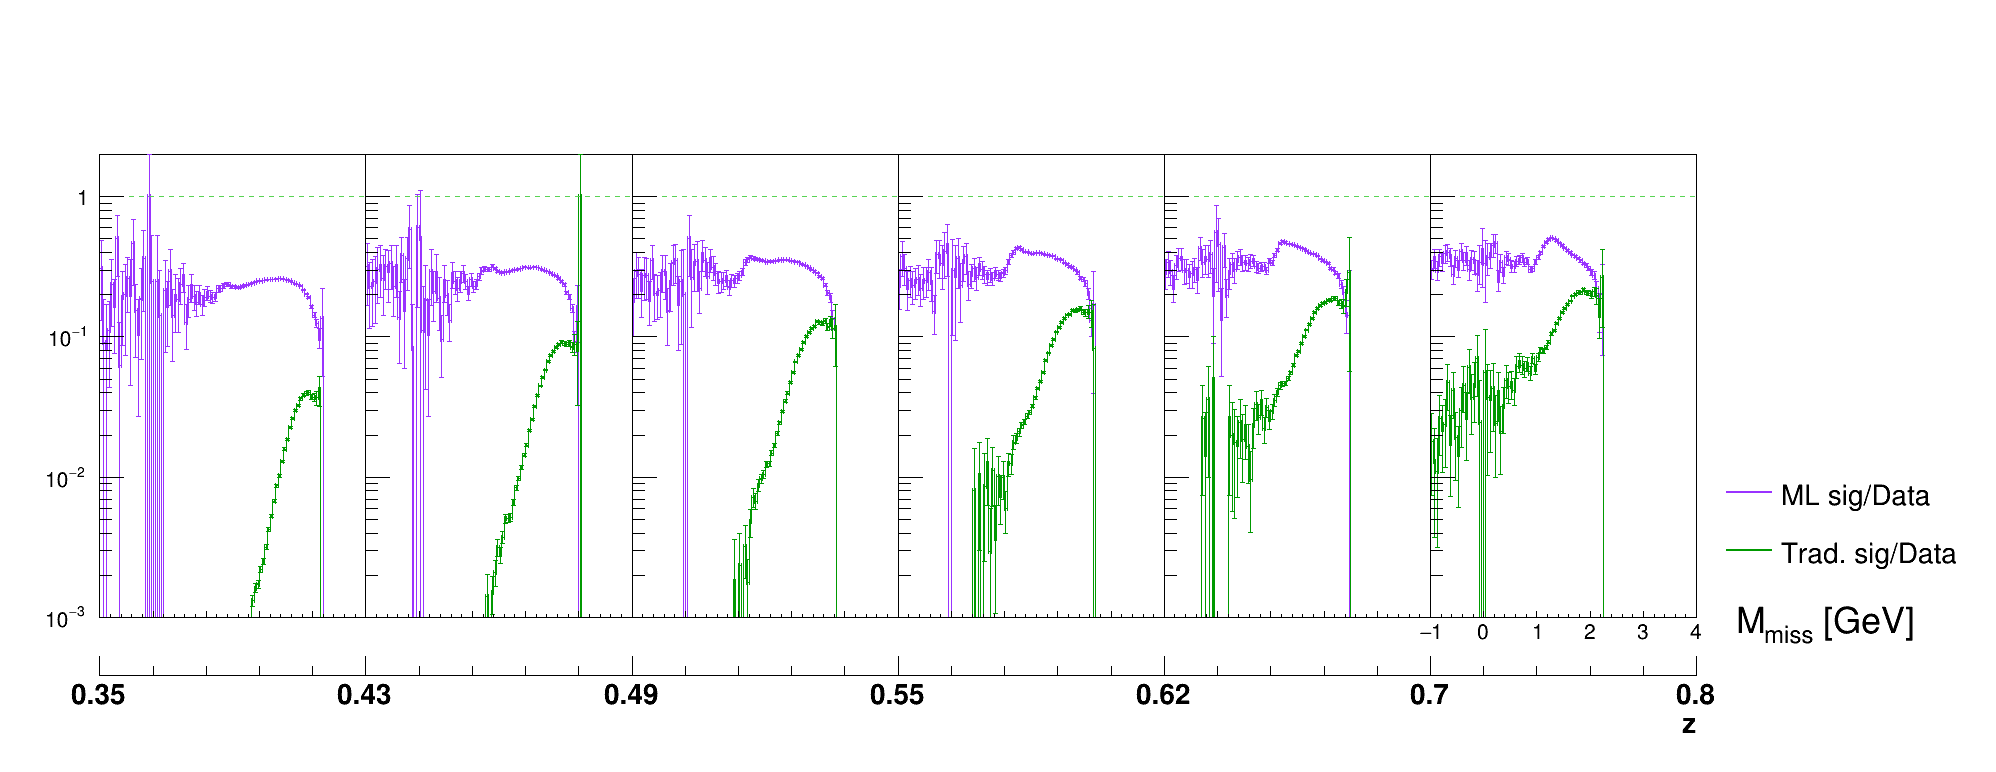 1
10⁻¹
10⁻²
10⁻³
ML sig/Data
Trad. sig/Data
−1 0 1 2 3 4
M_miss [GeV]
0.35 0.43 0.49 0.55 0.62 0.7 0.8
z